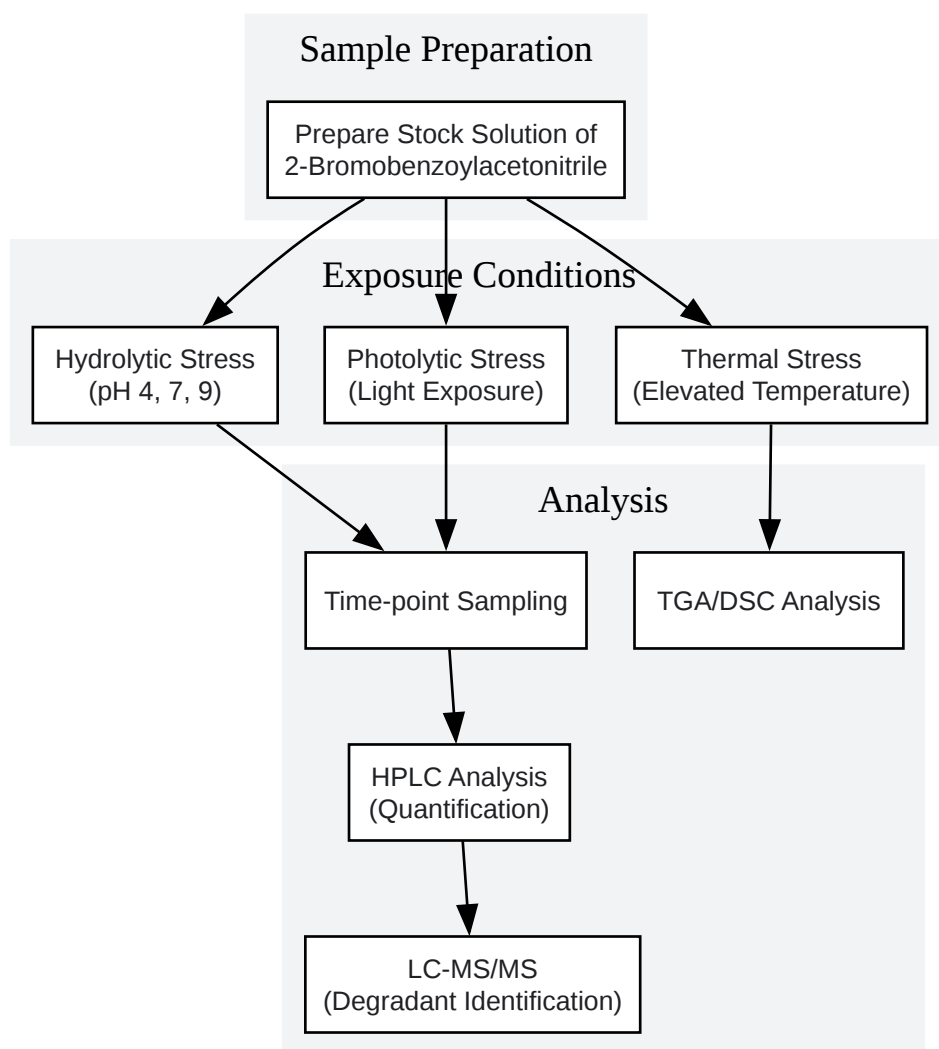 Sample Preparation
Prepare Stock Solution of
2-Bromobenzoylacetonitrile
Exposure Conditions
Hydrolytic Stress
(pH 4, 7, 9)
Photolytic Stress
(Light Exposure)
Thermal Stress
(Elevated Temperature)
Analysis
Time-point Sampling
TGA/DSC Analysis
HPLC Analysis
(Quantification)
LC-MS/MS
(Degradant Identification)